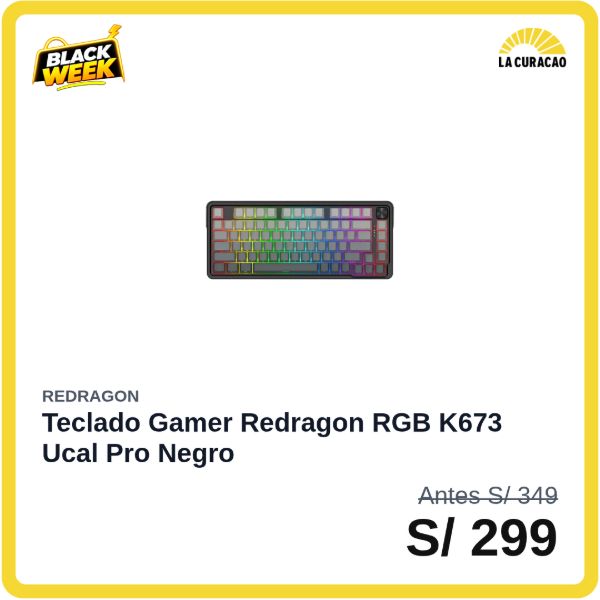 BLACK
WEEK
LA CURACAO
REDRAGON
Teclado Gamer Redragon RGB K673
Ucal Pro Negro
Antes S/ 349
S/ 299